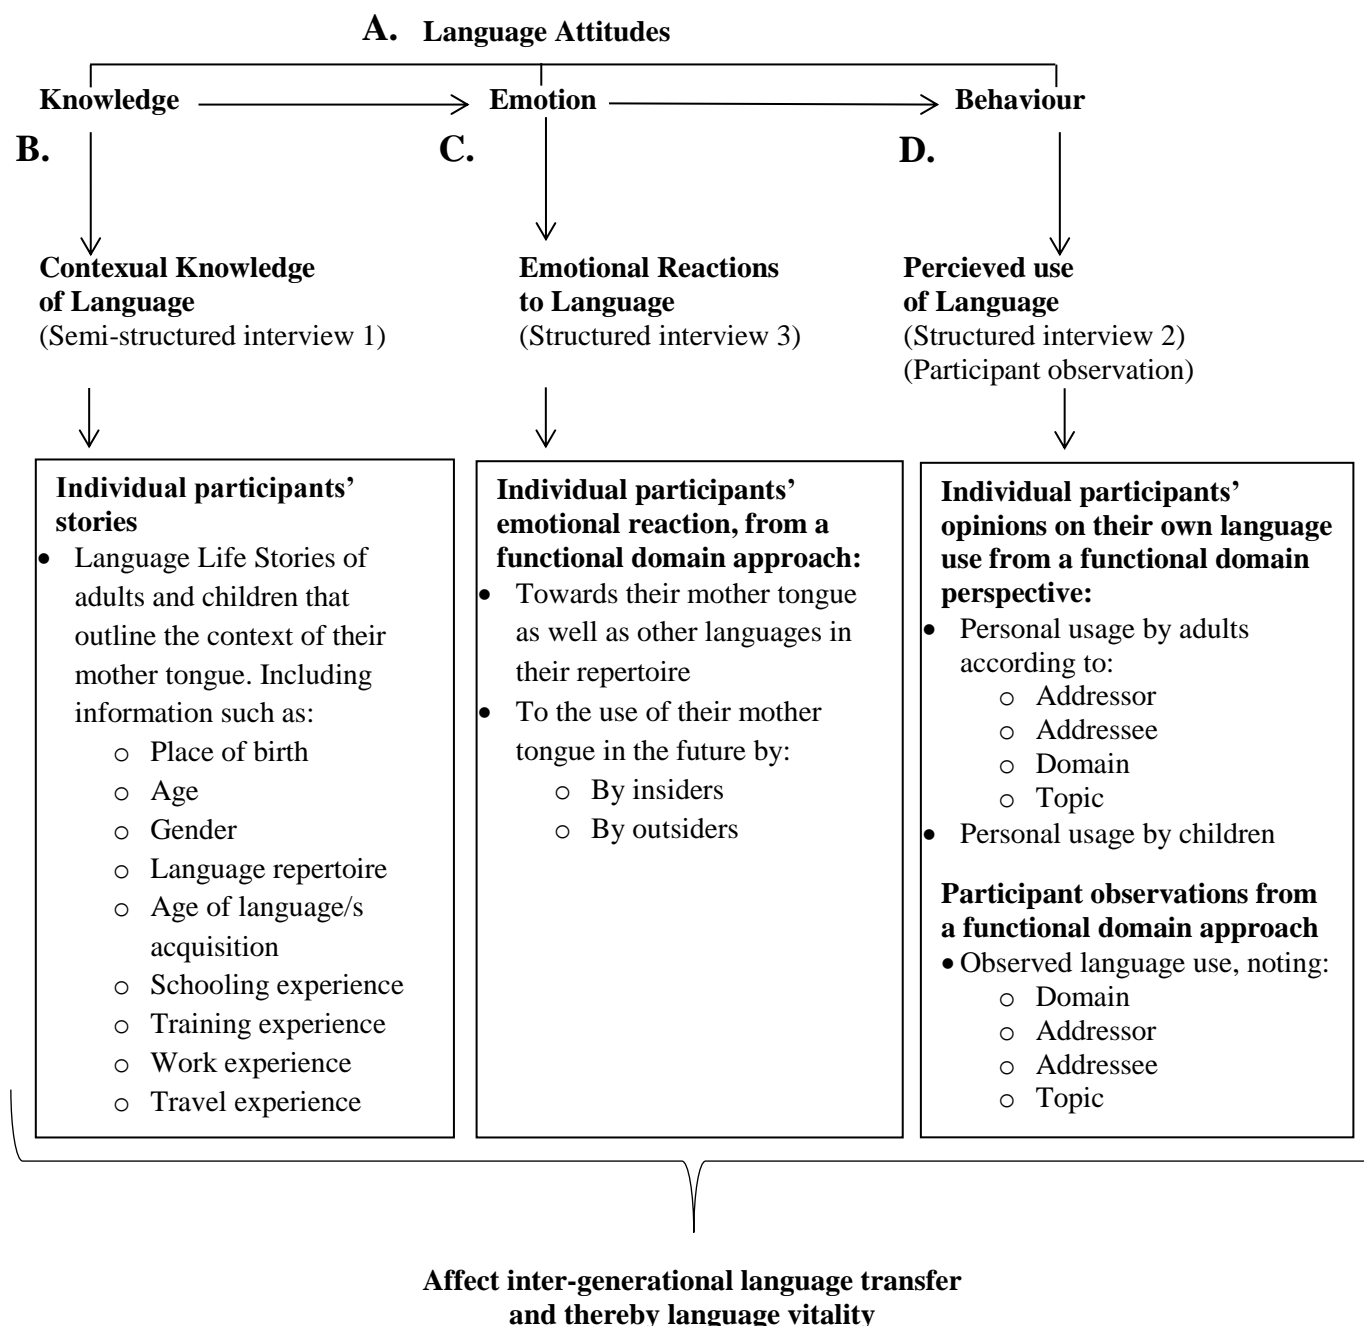 A. Language Attitudes
Knowledge
Emotion
Behaviour
B.
C.
D.
Contexual Knowledge
of Language
(Semi-structured interview 1)
Emotional Reactions
to Language
(Structured interview 3)
Percieved use
of Language
(Structured interview 2)
(Participant observation)
Individual participants’
stories
• Language Life Stories of
adults and children that
outline the context of their
mother tongue. Including
information such as:
o Place of birth
o Age
o Gender
o Language repertoire
o Age of language/s
acquisition
o Schooling experience
o Training experience
o Work experience
o Travel experience
Individual participants’
emotional reaction, from a
functional domain approach:
• Towards their mother tongue
as well as other languages in
their repertoire
• To the use of their mother
tongue in the future by:
o By insiders
o By outsiders
Individual participants’
opinions on their own language
use from a functional domain
perspective:
• Personal usage by adults
according to:
o Addressor
o Addressee
o Domain
o Topic
• Personal usage by children
Participant observations from
a functional domain approach
• Observed language use, noting:
o Domain
o Addressor
o Addressee
o Topic
Affect inter-generational language transfer
and thereby language vitality